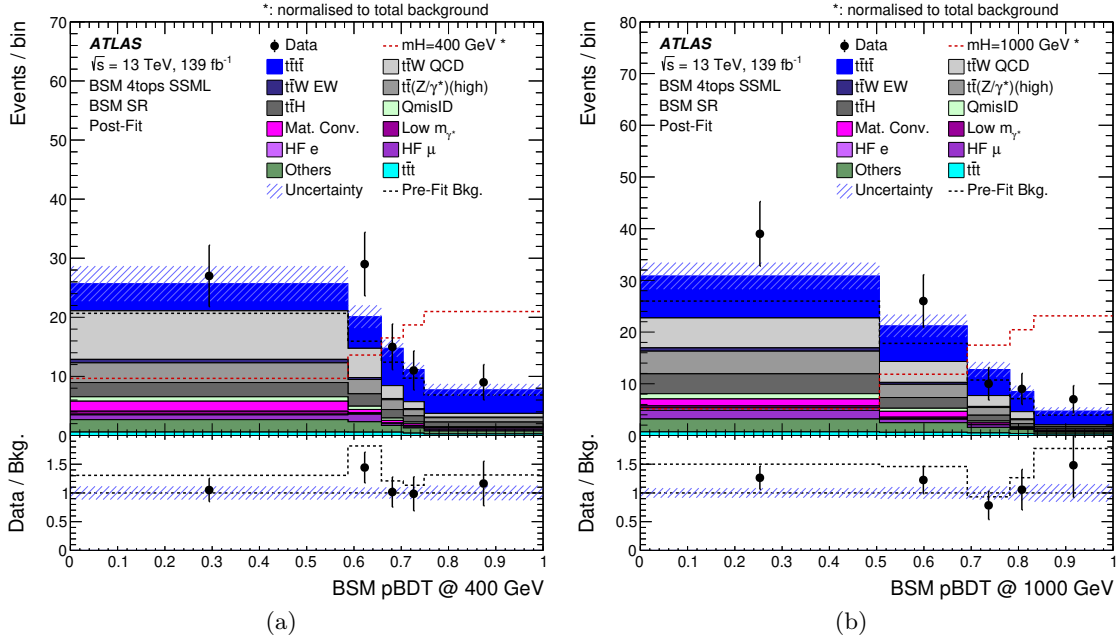 *: normalised to total background
Events / bin
80
70
60
50
40
30
20
10
0
ATLAS
√s = 13 TeV, 139 fb⁻¹
BSM 4tops SSML
BSM SR
Post-Fit
Data
mH=400 GeV *
tt̄tt̄
tt̄W QCD
tt̄W EW
tt̄(Z/γ*)(high)
tt̄H
QmisID
Mat. Conv.
Low m_γ*
HF e
HF μ
Others
tt̄t
Uncertainty
Pre-Fit Bkg.
Data / Bkg.
1.5
1
0.5
0
0 0.1 0.2 0.3 0.4 0.5 0.6 0.7 0.8 0.9 1
BSM pBDT @ 400 GeV
(a)
*: normalised to total background
Events / bin
80
70
60
50
40
30
20
10
0
ATLAS
√s = 13 TeV, 139 fb⁻¹
BSM 4tops SSML
BSM SR
Post-Fit
Data
mH=1000 GeV *
tt̄tt̄
tt̄W QCD
tt̄W EW
tt̄(Z/γ*)(high)
tt̄H
QmisID
Mat. Conv.
Low m_γ*
HF e
HF μ
Others
tt̄t
Uncertainty
Pre-Fit Bkg.
Data / Bkg.
1.5
1
0.5
0
0 0.1 0.2 0.3 0.4 0.5 0.6 0.7 0.8 0.9 1
BSM pBDT @ 1000 GeV
(b)